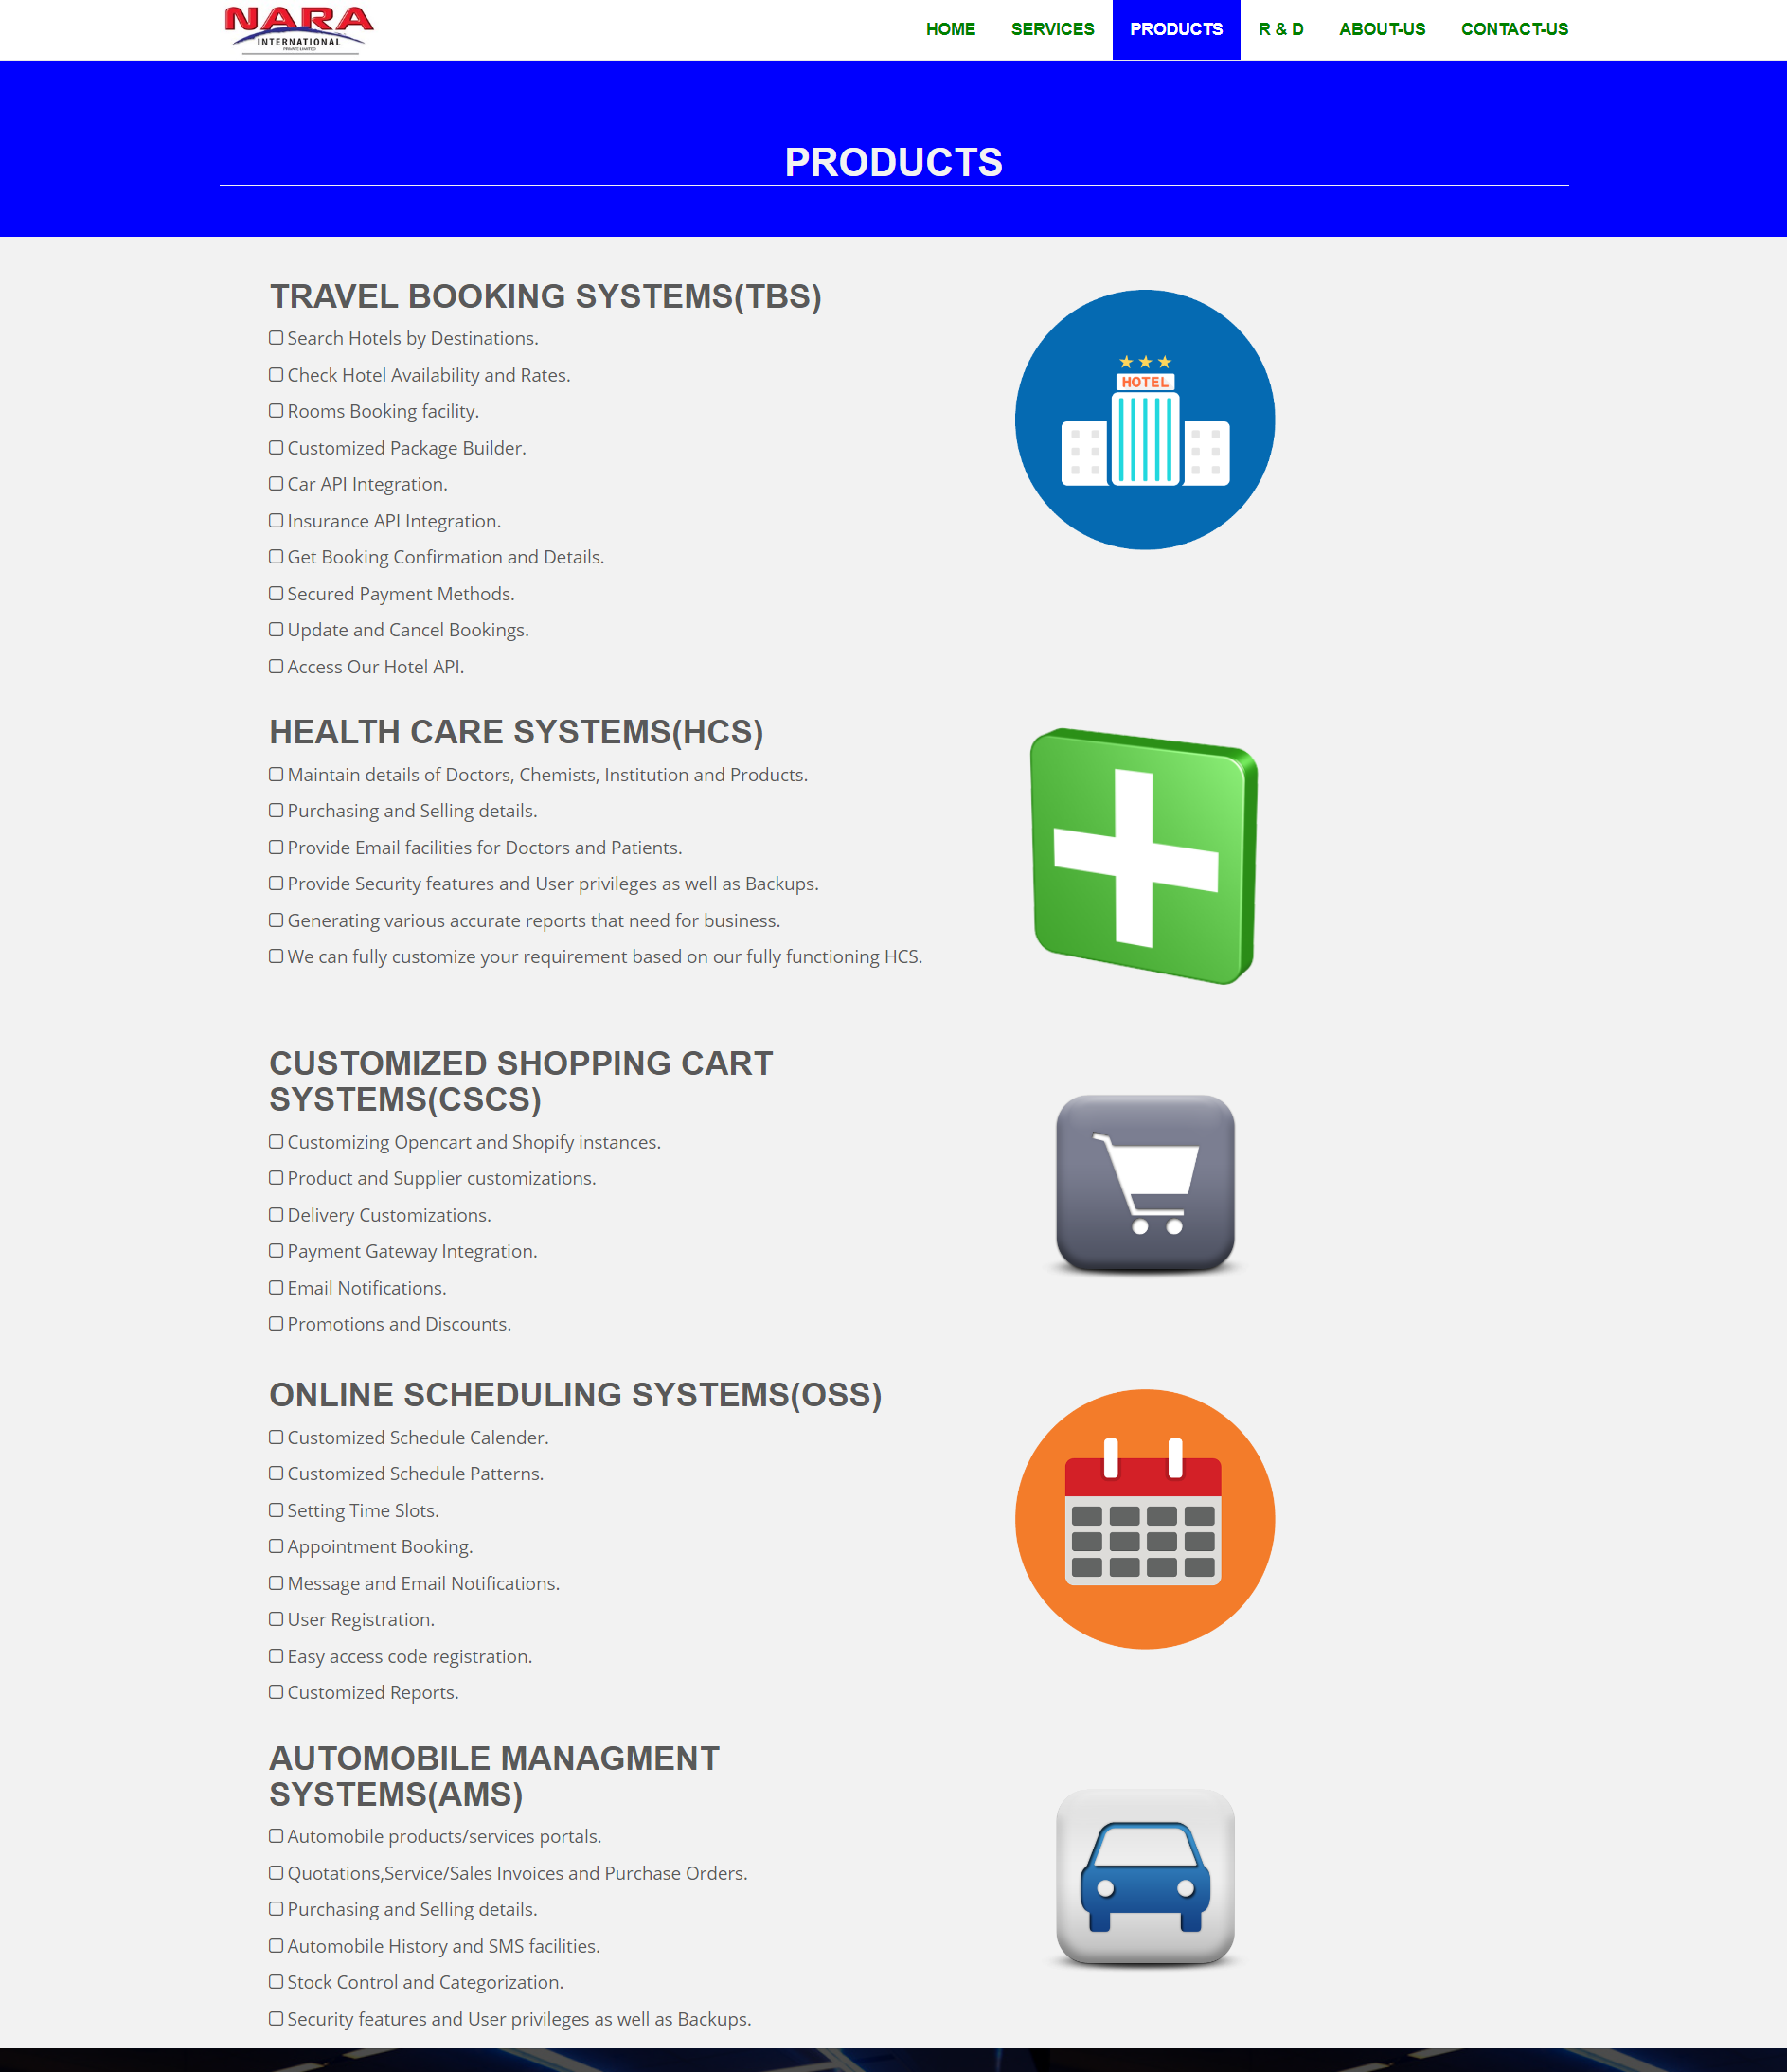 NARA
INTERNATIONAL
PRIVATE LIMITED
HOME SERVICES PRODUCTS R & D ABOUT-US CONTACT-US
PRODUCTS
TRAVEL BOOKING SYSTEMS(TBS)
Search Hotels by Destinations.
Check Hotel Availability and Rates.
Rooms Booking facility.
Customized Package Builder.
Car API Integration.
Insurance API Integration.
Get Booking Confirmation and Details.
Secured Payment Methods.
Update and Cancel Bookings.
Access Our Hotel API.
HOTEL
HEALTH CARE SYSTEMS(HCS)
Maintain details of Doctors, Chemists, Institution and Products.
Purchasing and Selling details.
Provide Email facilities for Doctors and Patients.
Provide Security features and User privileges as well as Backups.
Generating various accurate reports that need for business.
We can fully customize your requirement based on our fully functioning HCS.
CUSTOMIZED SHOPPING CART
SYSTEMS(CSCS)
Customizing Opencart and Shopify instances.
Product and Supplier customizations.
Delivery Customizations.
Payment Gateway Integration.
Email Notifications.
Promotions and Discounts.
ONLINE SCHEDULING SYSTEMS(OSS)
Customized Schedule Calender.
Customized Schedule Patterns.
Setting Time Slots.
Appointment Booking.
Message and Email Notifications.
User Registration.
Easy access code registration.
Customized Reports.
AUTOMOBILE MANAGMENT
SYSTEMS(AMS)
Automobile products/services portals.
Quotations,Service/Sales Invoices and Purchase Orders.
Purchasing and Selling details.
Automobile History and SMS facilities.
Stock Control and Categorization.
Security features and User privileges as well as Backups.